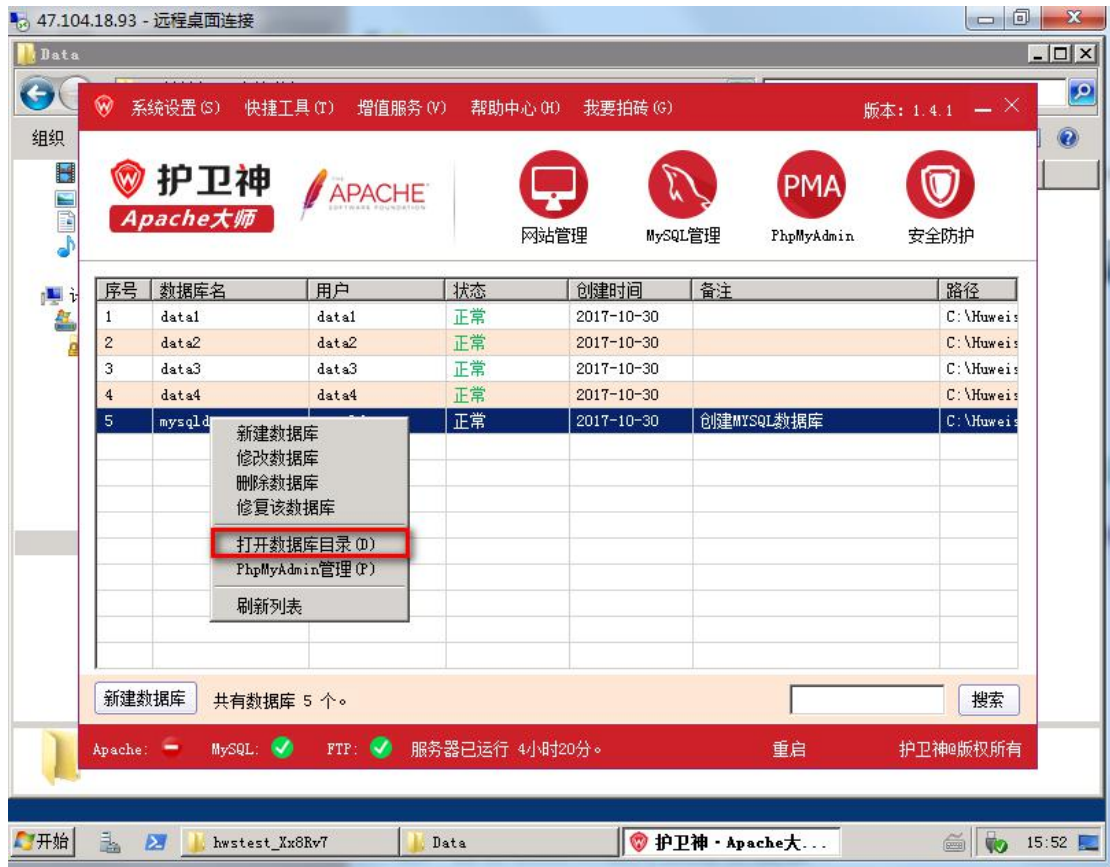 47.104.18.93 - 远程桌面连接
Data
系统设置(S) 快捷工具(T) 增值服务(V) 帮助中心(H) 我要拍砖(G) 版本: 1.4.1
组织
护卫神
Apache大师
THE
APACHE
SOFTWARE FOUNDATION
网站管理 MySQL管理 PhpMyAdmin 安全防护
PMA
计
序号 数据库名 用户 状态 创建时间 备注 路径
1 data1 data1 正常 2017-10-30 C:\Huweis
2 data2 data2 正常 2017-10-30 C:\Huweis
3 data3 data3 正常 2017-10-30 C:\Huweis
4 data4 data4 正常 2017-10-30 C:\Huweis
5 mysqld 正常 2017-10-30 创建MYSQL数据库 C:\Huweis
新建数据库
修改数据库
删除数据库
修复该数据库
打开数据库目录(D)
PhpMyAdmin管理(P)
刷新列表
新建数据库 共有数据库 5 个。 搜索
Apache: MySQL: FTP: 服务器已运行 4小时20分。 重启 护卫神@版权所有
开始 hwstest_Xx8Rv7 Data 护卫神·Apache大... 15:52